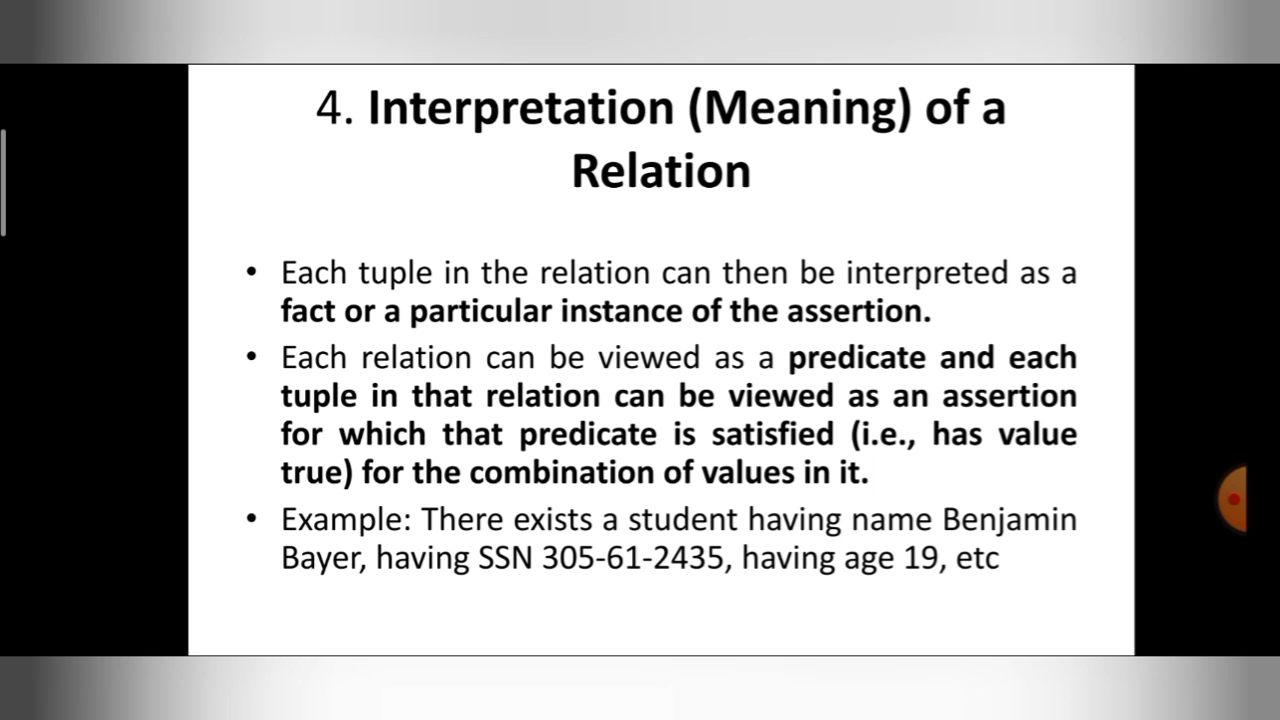 4. Interpretation (Meaning) of a
Relation
• Each tuple in the relation can then be interpreted as a
fact or a particular instance of the assertion.
• Each relation can be viewed as a predicate and each
tuple in that relation can be viewed as an assertion
for which that predicate is satisfied (i.e., has value
true) for the combination of values in it.
• Example: There exists a student having name Benjamin
Bayer, having SSN 305-61-2435, having age 19, etc